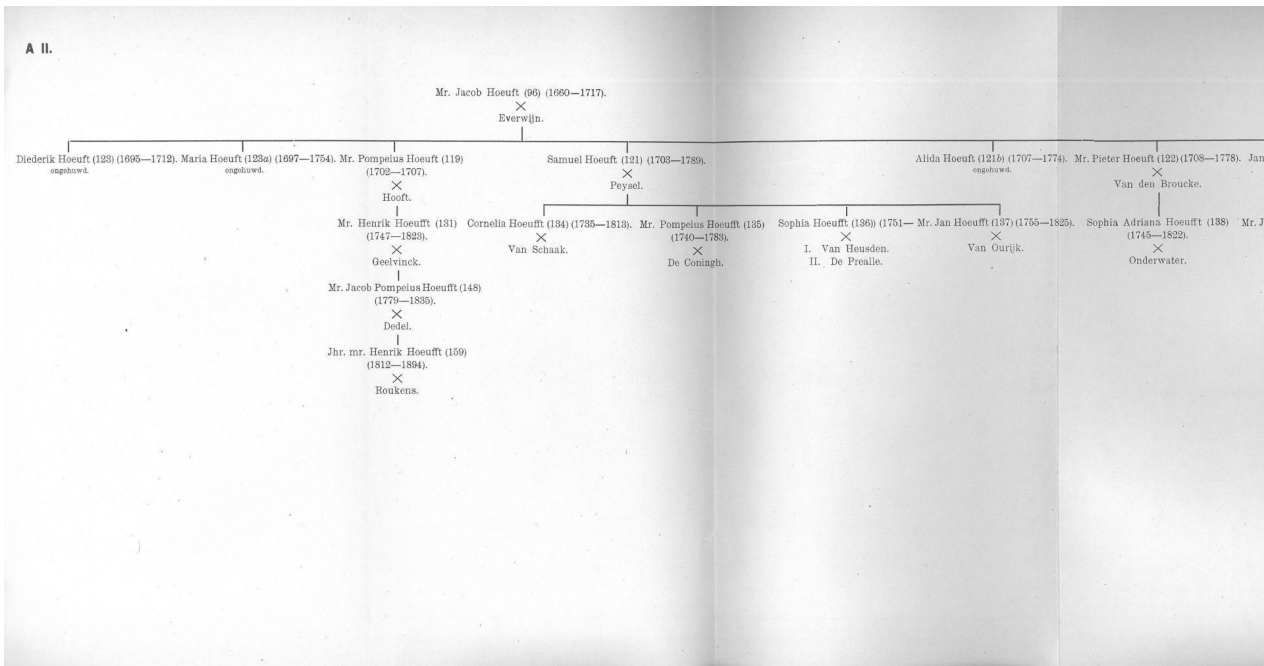 A II.
Mr. Jacob Hoeuft (96) (1660—1717).
×
Everwijn.
Diederik Hoeuft (123) (1695—1712). Maria Hoeuft (123a) (1697—1754). Mr. Pompeius Hoeuft (119) Samuel Hoeuft (121) (1703—1789). Alida Hoeuft (121b) (1707—1774). Mr. Pieter Hoeuft (122) (1708—1778). Jan
ongehuwd. ongehuwd. (1702—1707). × ongehuwd. ×
× Peysel. Van den Broucke.
Hooft.
Mr. Henrik Hoeufft (131) Cornelia Hoeufft (134) (1735—1813). Mr. Pompeius Hoeufft (135) Sophia Hoeufft (136)) (1751— Mr. Jan Hoeufft (137) (1755—1825). Sophia Adriana Hoeufft (138) Mr. J
(1747—1823). × (1740—1783). × × (1745—1822).
× Van Schaak. × I. Van Heusden. Van Ourijk. ×
Geelvinck. De Coningh. II. De Prealle. Onderwater.
Mr. Jacob Pompeius Hoeufft (148)
(1779—1835).
×
Dedel.
Jhr. mr. Henrik Hoeufft (159)
(1812—1894).
×
Roukens.